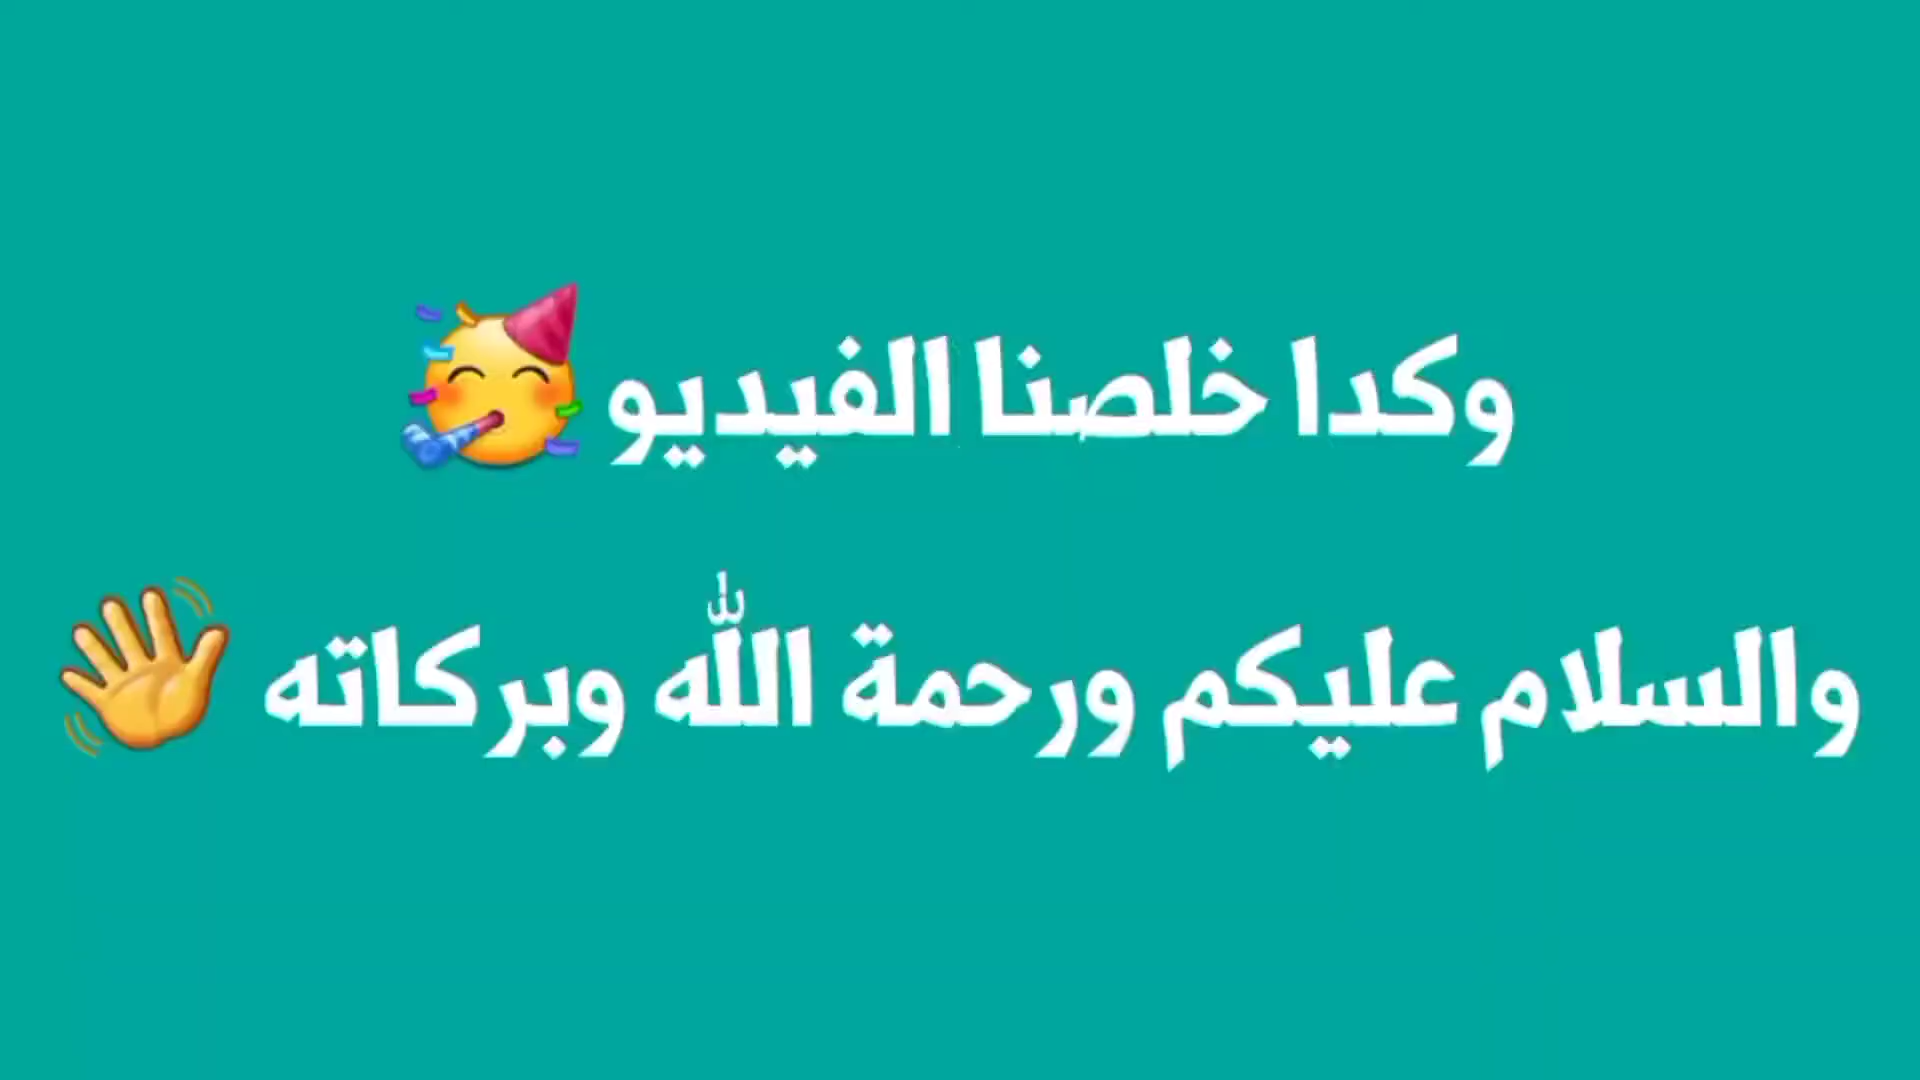 وكدا خلصنا الفيديو 🥳
والسلام عليكم ورحمة الله وبركاته 👋